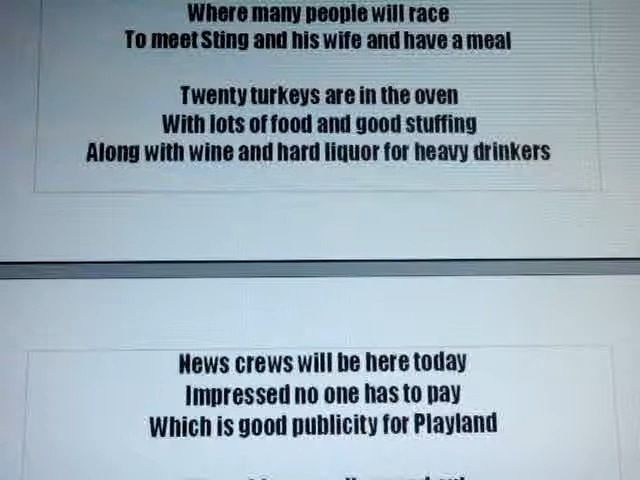 Where many people will race
To meet Sting and his wife and have a meal
Twenty turkeys are in the oven
With lots of food and good stuffing
Along with wine and hard liquor for heavy drinkers
News crews will be here today
Impressed no one has to pay
Which is good publicity for Playland